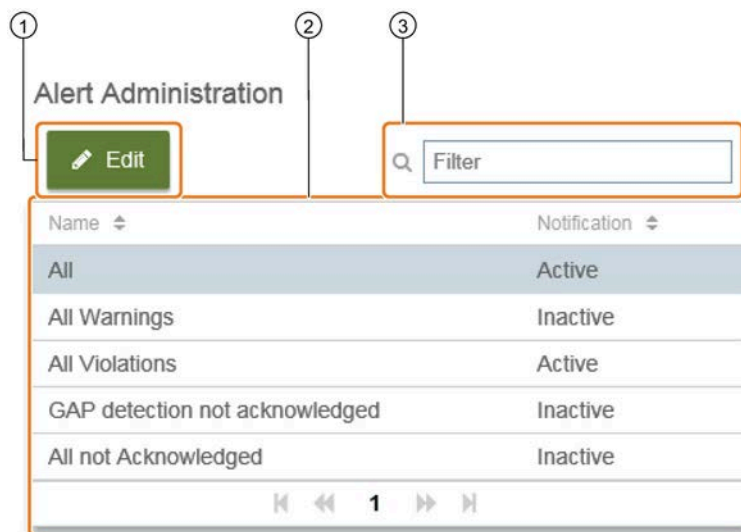 1 2 3
Alert Administration
Edit Filter
Name Notification
All Active
All Warnings Inactive
All Violations Active
GAP detection not acknowledged Inactive
All not Acknowledged Inactive
1